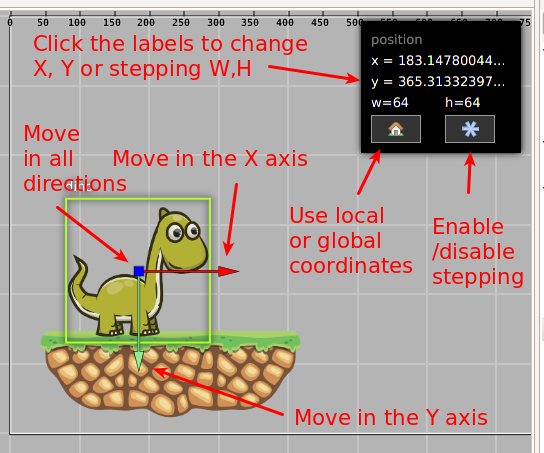 0 50 100 150 200 250 300 350 400 450 500 550 600 650 700 75
Click the labels to change
X, Y or stepping W,H
position
x = 183.14780044...
y = 365.31332397...
w=64 h=64
Move
in all
directions
Move in the X axis
Use local
or global
coordinates
Enable
/disable
stepping
Move in the Y axis